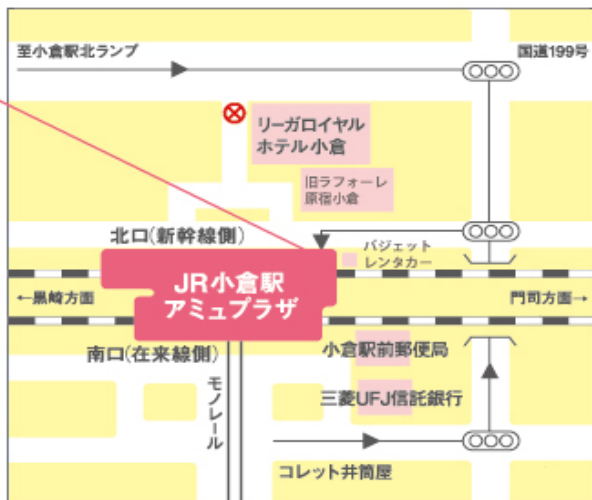 至小倉駅北ランプ
国道199号
リーガロイヤル
ホテル小倉
旧ラフォーレ
原宿小倉
北口(新幹線側)
バジェット
レンタカー
JR小倉駅
アミュプラザ
←黒崎方面
門司方面→
南口(在来線側)
小倉駅前郵便局
モノレール
三菱UFJ信託銀行
コレット井筒屋